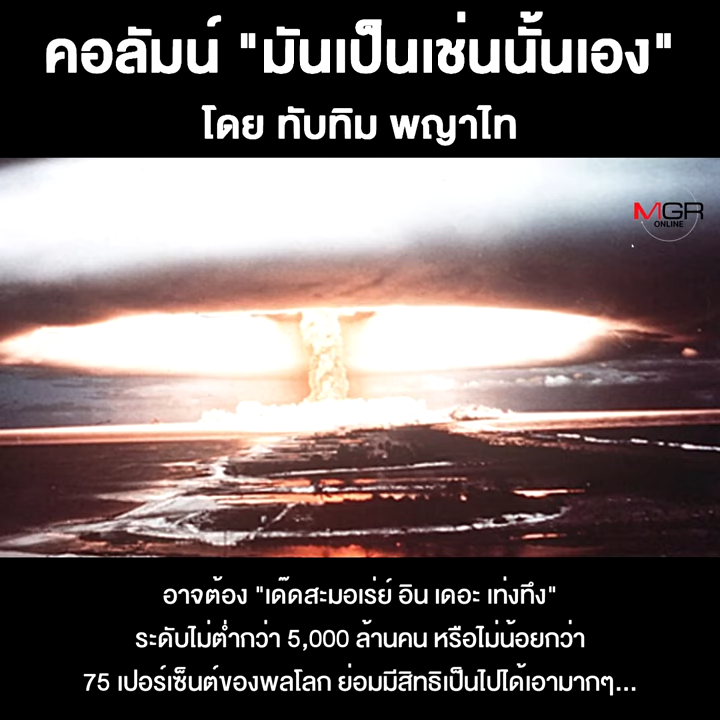 คอลัมน์ "มันเป็นเช่นนั้นเอง"
โดย ทับทิม พญาไท
MGR
ONLINE
อาจต้อง "เด๊ดสะมอเร่ย์ อิน เดอะ เท่งทึง"
ระดับไม่ต่ำกว่า 5,000 ล้านคน หรือไม่น้อยกว่า
75 เปอร์เซ็นต์ของพลโลก ย่อมมีสิทธิเป็นไปได้เอามากๆ...